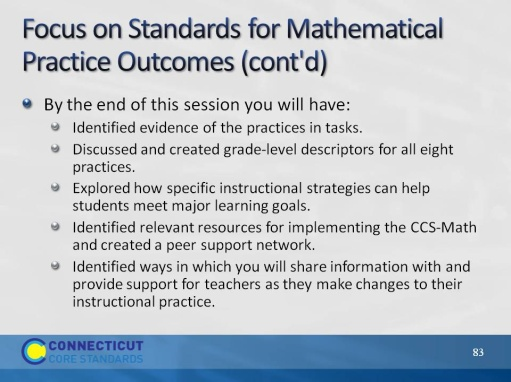 Focus on Standards for Mathematical
Practice Outcomes (cont'd)
By the end of this session you will have:
Identified evidence of the practices in tasks.
Discussed and created grade-level descriptors for all eight
practices.
Explored how specific instructional strategies can help
students meet major learning goals.
Identified relevant resources for implementing the CCS-Math
and created a peer support network.
Identified ways in which you will share information with and
provide support for teachers as they make changes to their
instructional practice.
CONNECTICUT
CORE STANDARDS
83